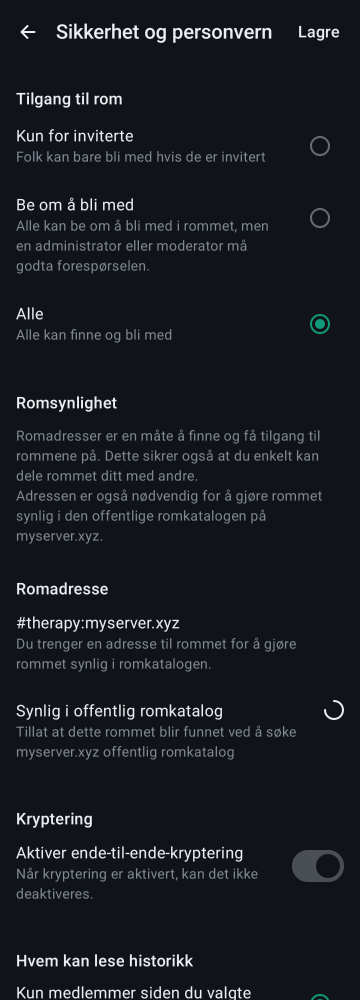 Sikkerhet og personvern
Lagre
Tilgang til rom
Kun for inviterte
Folk kan bare bli med hvis de er invitert
Be om å bli med
Alle kan be om å bli med i rommet, men
en administrator eller moderator må
godta forespørselen.
Alle
Alle kan finne og bli med
Romsynlighet
Romadresser er en måte å finne og få tilgang til
rommene på. Dette sikrer også at du enkelt kan
dele rommet ditt med andre.
Adressen er også nødvendig for å gjøre rommet
synlig i den offentlige romkatalogen på
myserver.xyz.
Romadresse
#therapy:myserver.xyz
Du trenger en adresse til rommet for å gjøre
rommet synlig i romkatalogen.
Synlig i offentlig romkatalog
Tillat at dette rommet blir funnet ved å søke
myserver.xyz offentlig romkatalog
Kryptering
Aktiver ende-til-ende-kryptering
Når kryptering er aktivert, kan det ikke
deaktiveres.
Hvem kan lese historikk
Kun medlemmer siden du valgte